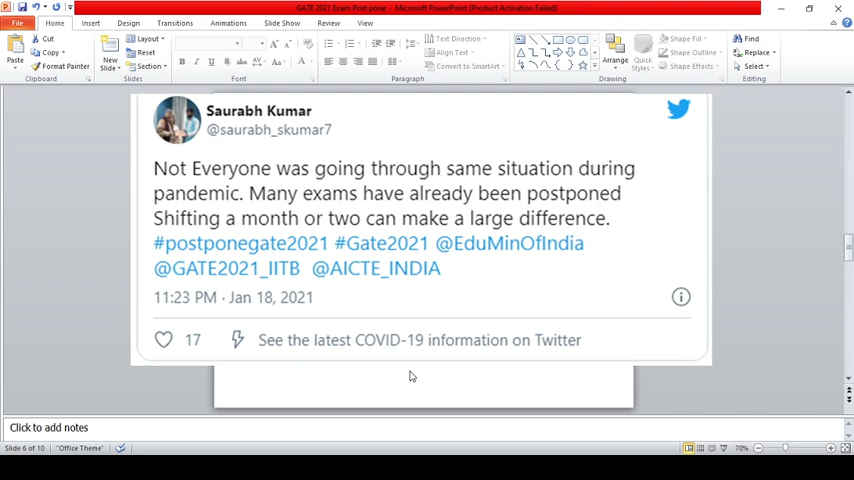 GATE 2021 Exam Post pone - Microsoft PowerPoint (Product Activation Failed)
File Home Insert Design Transitions Animations Slide Show Review View
Paste
Cut
Copy
Format Painter
Clipboard
New
Slide
Layout
Reset
Section
Slides
B I U S abc AV Aa A
Font
Text Direction
Align Text
Convert to SmartArt
Paragraph
Arrange
Quick
Styles
Shape Fill
Shape Outline
Shape Effects
Drawing
Find
Replace
Select
Editing
Saurabh Kumar
@saurabh_skumar7
Not Everyone was going through same situation during
pandemic. Many exams have already been postponed
Shifting a month or two can make a large difference.
#postponegate2021 #Gate2021 @EduMinOfIndia
@GATE2021_IITB @AICTE_INDIA
11:23 PM · Jan 18, 2021
17 See the latest COVID-19 information on Twitter
Click to add notes
Slide 6 of 10 "Office Theme" 70%